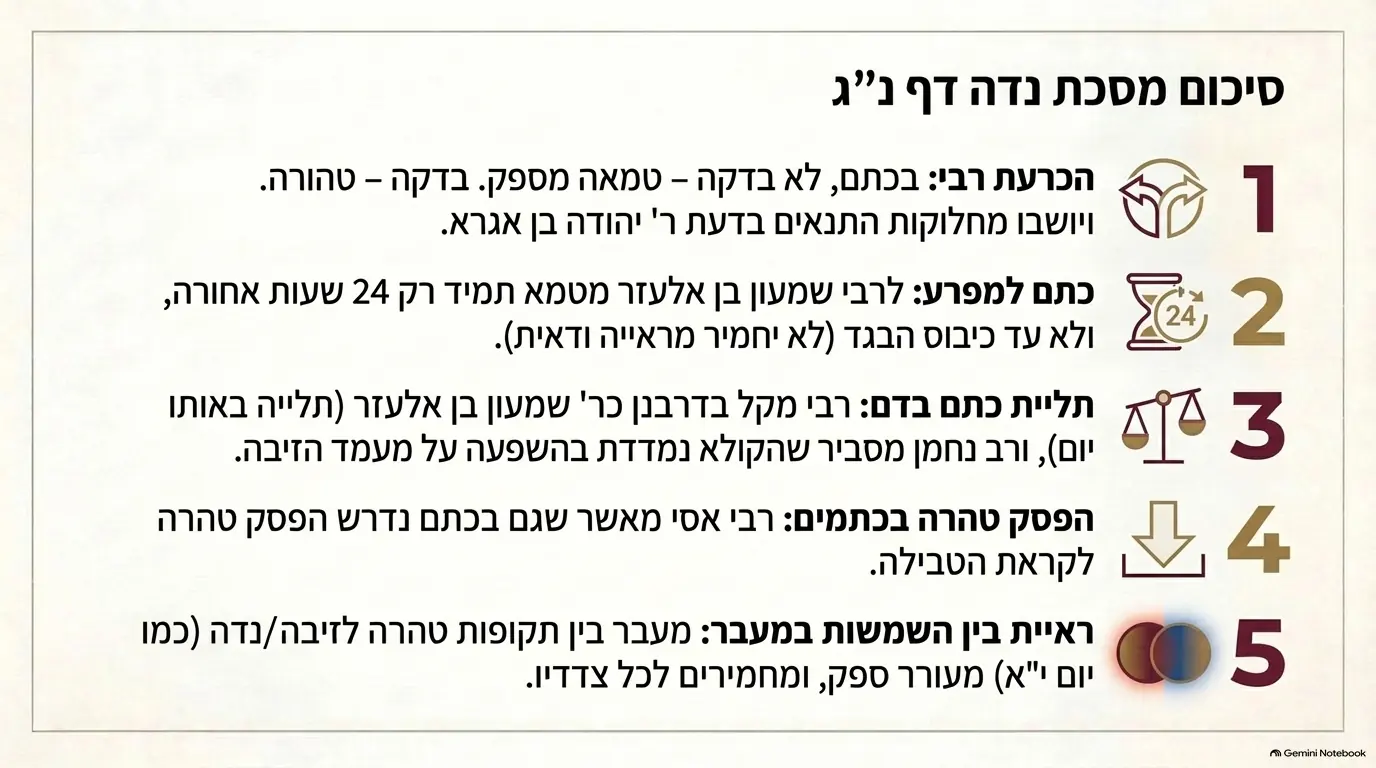 סיכום מסכת נדה דף נ”ג
1
הכרעת רבי: בכתם, לא בדקה – טמאה מספק. בדקה – טהורה.
ויושבו מחלוקות התנאים בדעת ר' יהודה בן אגרא.
2
24
כתם למפרע: לרבי שמעון בן אלעזר מטמא תמיד רק 24 שעות אחורה,
ולא עד כיבוס הבגד (לא יחמיר מראייה ודאית).
3
תליית כתם בדם: רבי מקל בדרבנן כר' שמעון בן אלעזר (תלייה באותו
יום), ורב נחמן מסביר שהקולא נמדדת בהשפעה על מעמד הזיבה.
4
הפסק טהרה בכתמים: רבי אסי מאשר שגם בכתם נדרש הפסק טהרה
לקראת הטבילה.
5
ראיית בין השמשות במעבר: מעבר בין תקופות טהרה לזיבה/נדה (כמו
יום י"א) מעורר ספק, ומחמירים לכל צדדיו.
Gemini Notebook